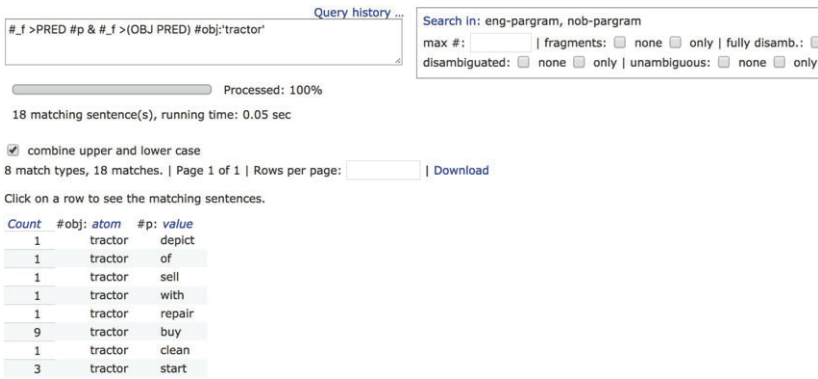 Query history ...
#_f >PRED #p & #_f >(OBJ PRED) #obj:'tractor'
Search in: eng-pargram, nob-pargram
max #: | fragments: none only | fully disamb.:
disambiguated: none only | unambiguous: none only
Processed: 100%
18 matching sentence(s), running time: 0.05 sec
combine upper and lower case
8 match types, 18 matches. | Page 1 of 1 | Rows per page: | Download
Click on a row to see the matching sentences.
Count #obj: atom #p: value
1 tractor depict
1 tractor of
1 tractor sell
1 tractor with
1 tractor repair
9 tractor buy
1 tractor clean
3 tractor start